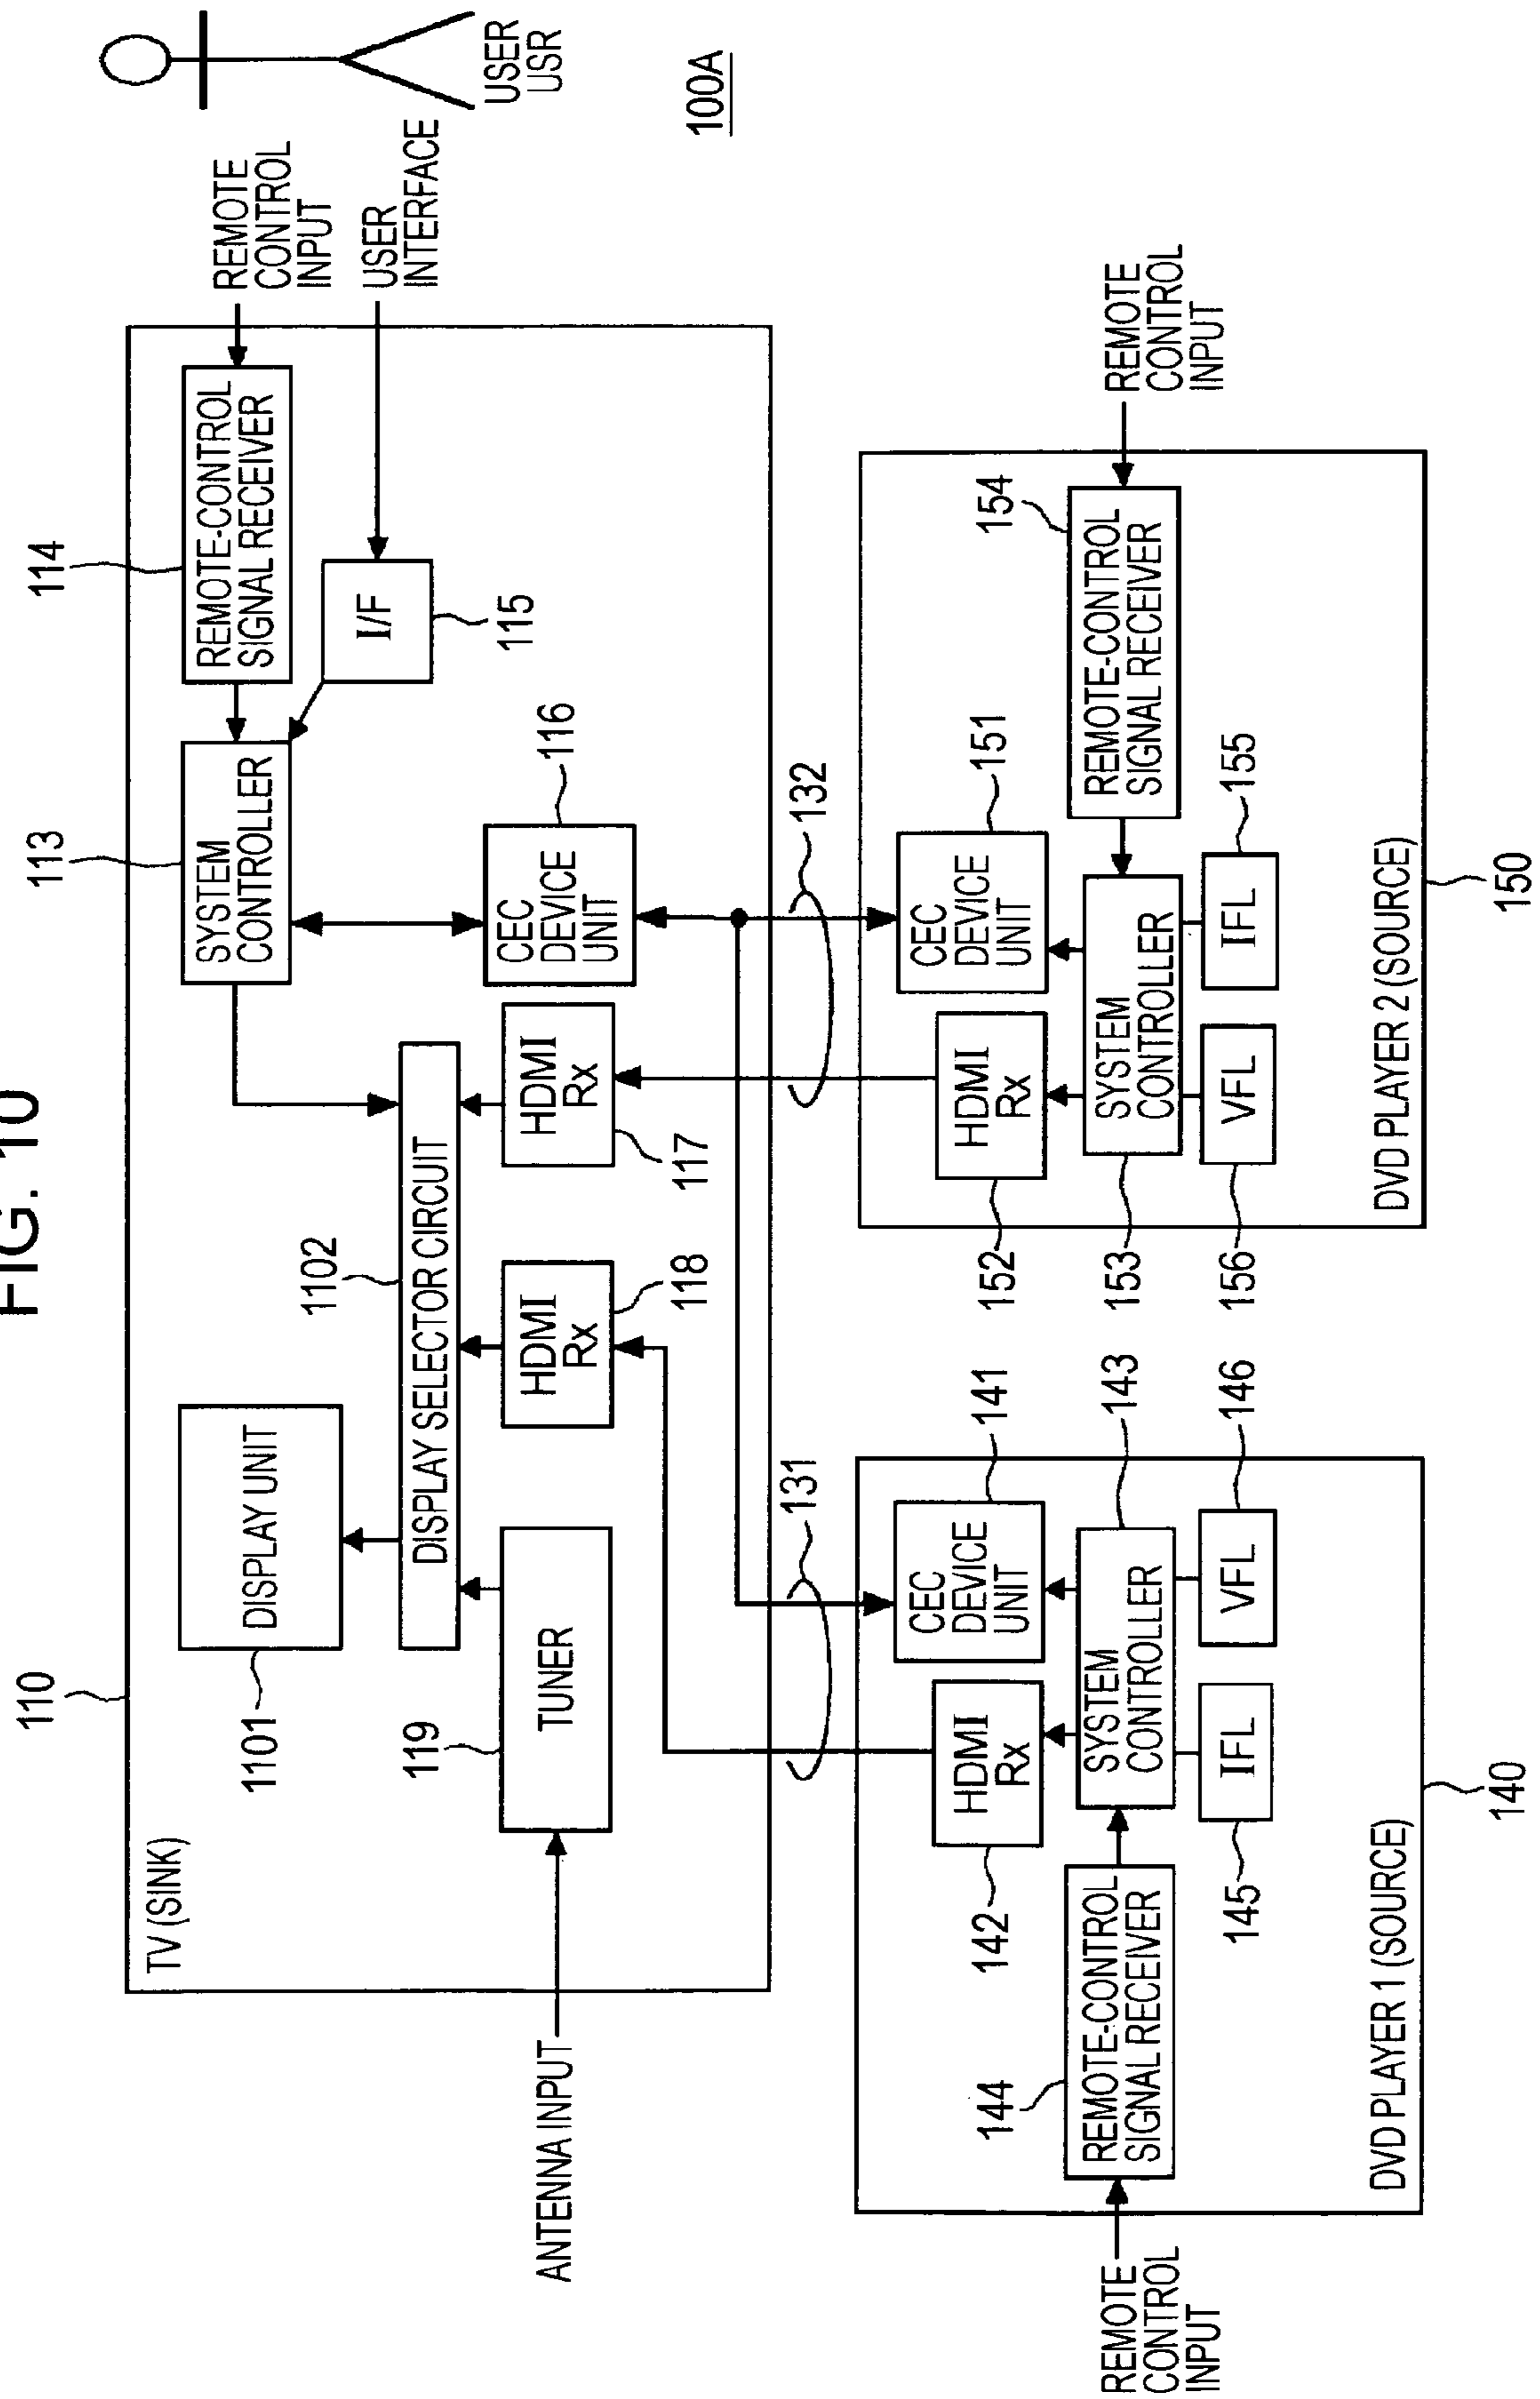 FIG. 10
110
TV (SINK)
1101
DISPLAY UNIT
1102
DISPLAY SELECTOR CIRCUIT
113
SYSTEM
CONTROLLER
114
REMOTE-CONTROL
SIGNAL RECEIVER
REMOTE
CONTROL
INPUT
I/F
115
USER
INTERFACE
USER
USR
100A
ANTENNA INPUT
119
TUNER
HDMI
Rx
118
HDMI
Rx
117
CEC
DEVICE
UNIT
116
131
132
REMOTE
CONTROL
INPUT
144
REMOTE-CONTROL
SIGNAL RECEIVER
142
HDMI
Rx
CEC
DEVICE
UNIT
141
SYSTEM
CONTROLLER
143
145
IFL
VFL
146
DVD PLAYER 1 (SOURCE)
140
152
HDMI
Rx
CEC
DEVICE
UNIT
151
153
SYSTEM
CONTROLLER
154
REMOTE-CONTROL
SIGNAL RECEIVER
REMOTE
CONTROL
INPUT
156
VFL
IFL
155
DVD PLAYER 2 (SOURCE)
150